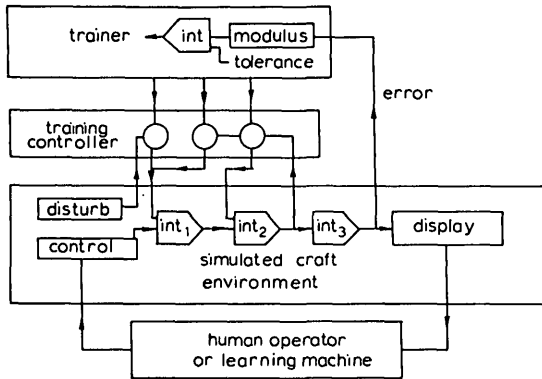 trainer
int
modulus
tolerance
error
training
controller
disturb
control
int₁
int₂
int₃
display
simulated craft
environment
human operator
or learning machine